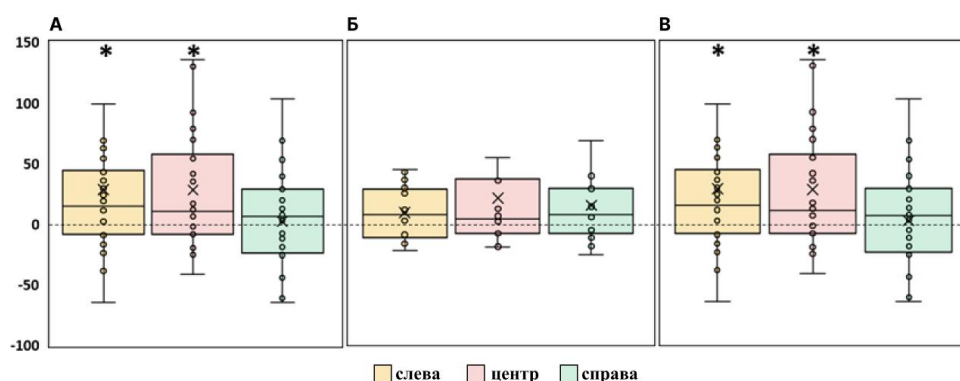 А Б В
150
* * * *
100
50
0
-50
-100
слева центр справа